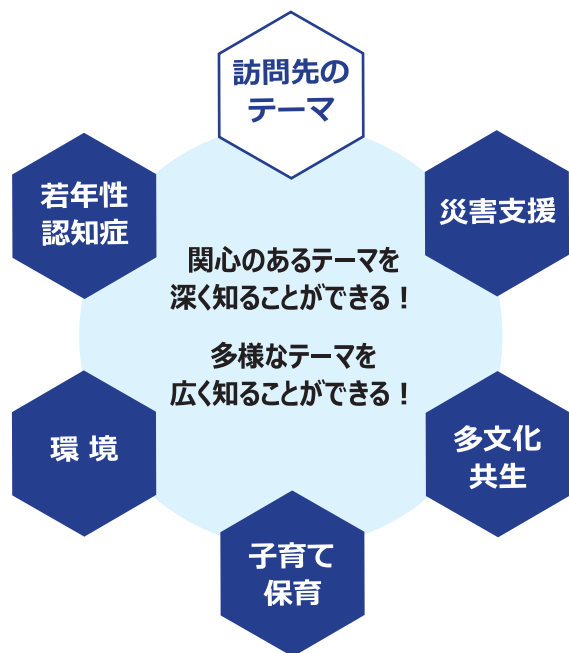 訪問先の
テーマ
災害支援
多文化
共生
子育て
保育
環 境
若年性
認知症
関心のあるテーマを
深く知ることができる！
多様なテーマを
広く知ることができる！